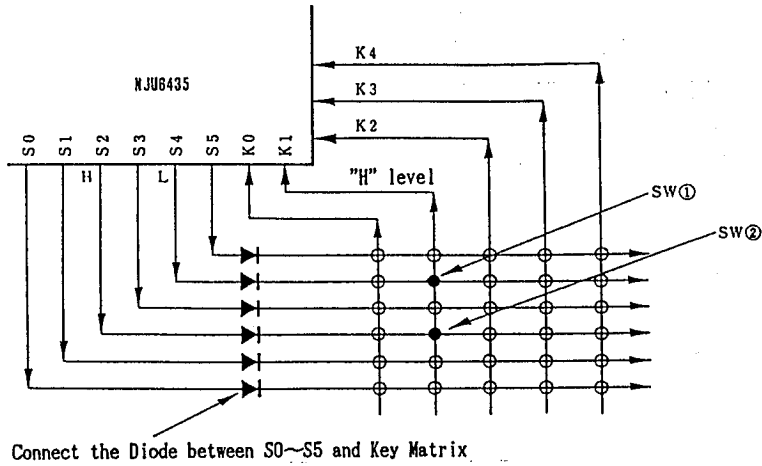 K4
NJU6435
K3
K2
S0 S1 S2 S3 S4 S5 K0 K1
H L "H" level
SW①
SW②
Connect the Diode between S0~S5 and Key Matrix